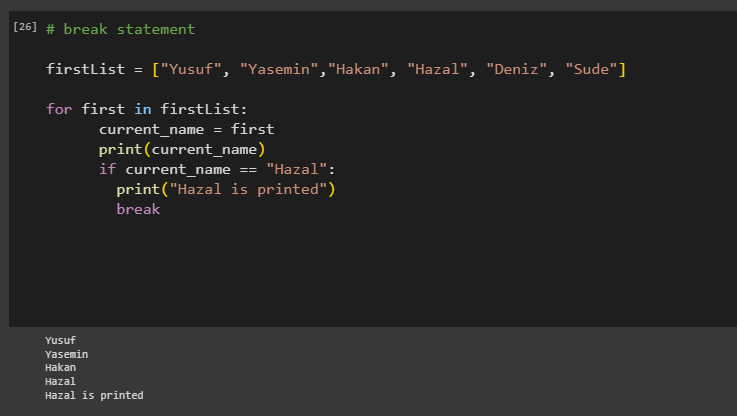 [26] # break statement
firstList = ["Yusuf", "Yasemin","Hakan", "Hazal", "Deniz", "Sude"]
for first in firstList:
current_name = first
print(current_name)
if current_name == "Hazal":
print("Hazal is printed")
break
Yusuf
Yasemin
Hakan
Hazal
Hazal is printed